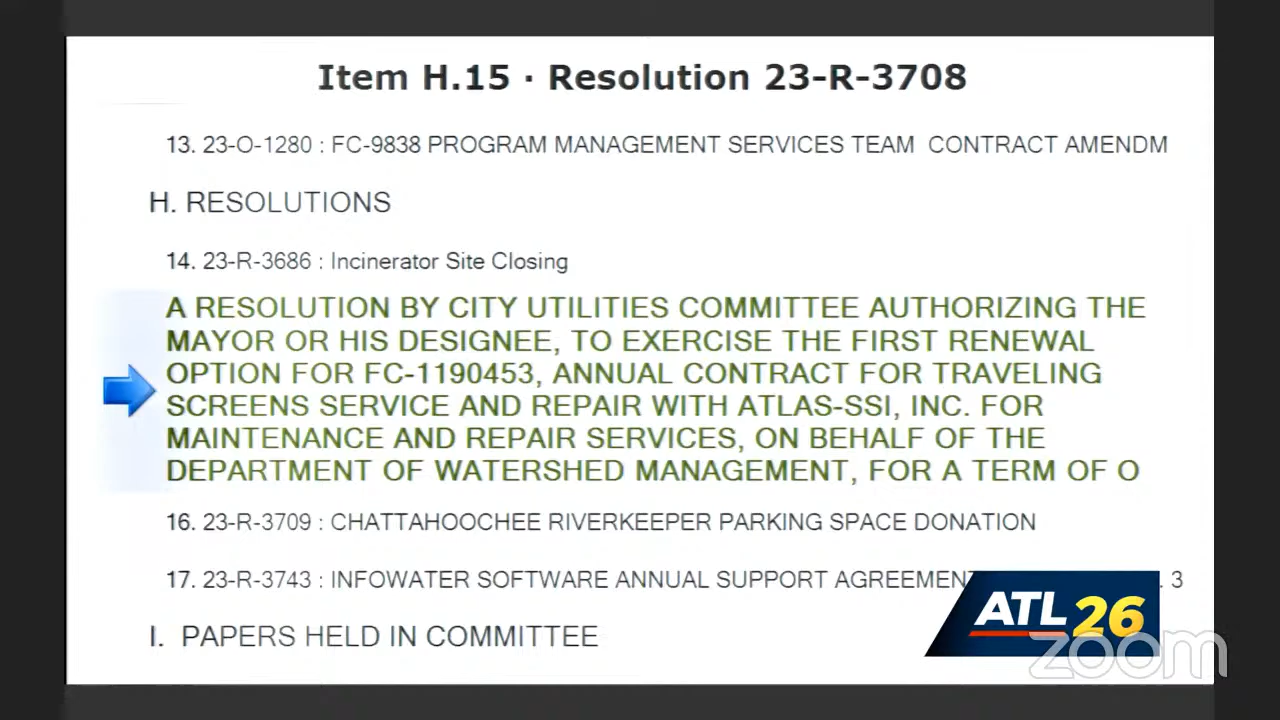 Item H.15 · Resolution 23-R-3708
13. 23-O-1280 : FC-9838 PROGRAM MANAGEMENT SERVICES TEAM CONTRACT AMENDM
H. RESOLUTIONS
14. 23-R-3686 : Incinerator Site Closing
A RESOLUTION BY CITY UTILITIES COMMITTEE AUTHORIZING THE
MAYOR OR HIS DESIGNEE, TO EXERCISE THE FIRST RENEWAL
OPTION FOR FC-1190453, ANNUAL CONTRACT FOR TRAVELING
SCREENS SERVICE AND REPAIR WITH ATLAS-SSI, INC. FOR
MAINTENANCE AND REPAIR SERVICES, ON BEHALF OF THE
DEPARTMENT OF WATERSHED MANAGEMENT, FOR A TERM OF O
16. 23-R-3709 : CHATTAHOOCHEE RIVERKEEPER PARKING SPACE DONATION
17. 23-R-3743 : INFOWATER SOFTWARE ANNUAL SUPPORT AGREEMENT . 3
I. PAPERS HELD IN COMMITTEE
ATL 26
zoom